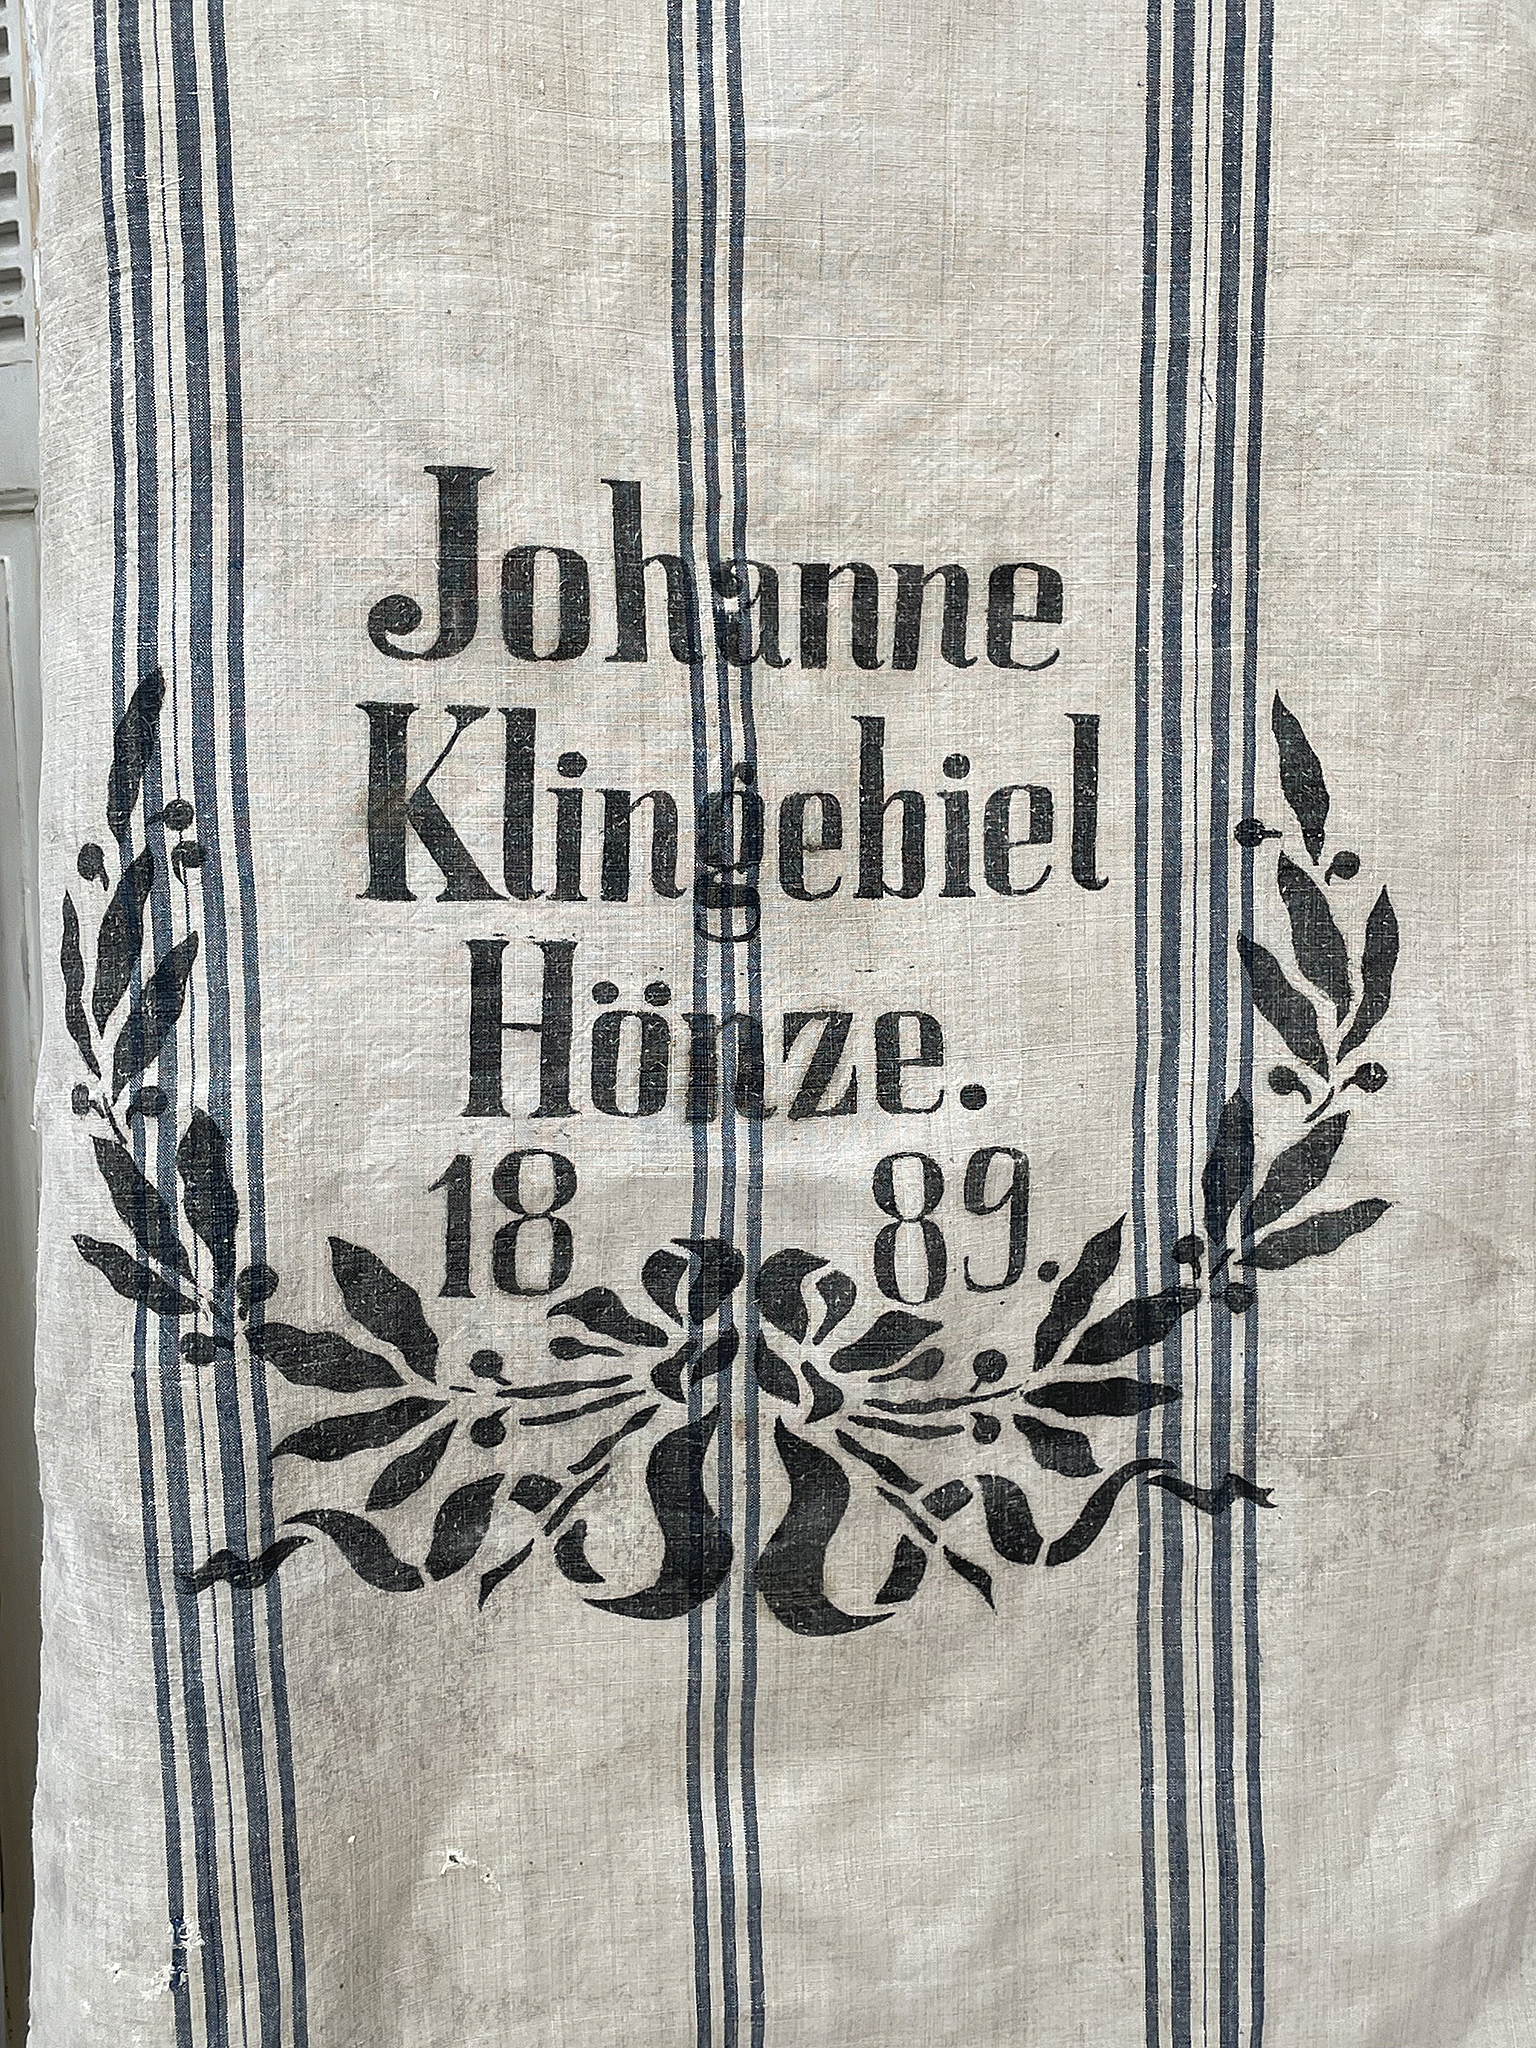 Johanne
Klingebiel
Hönze.
18 89.